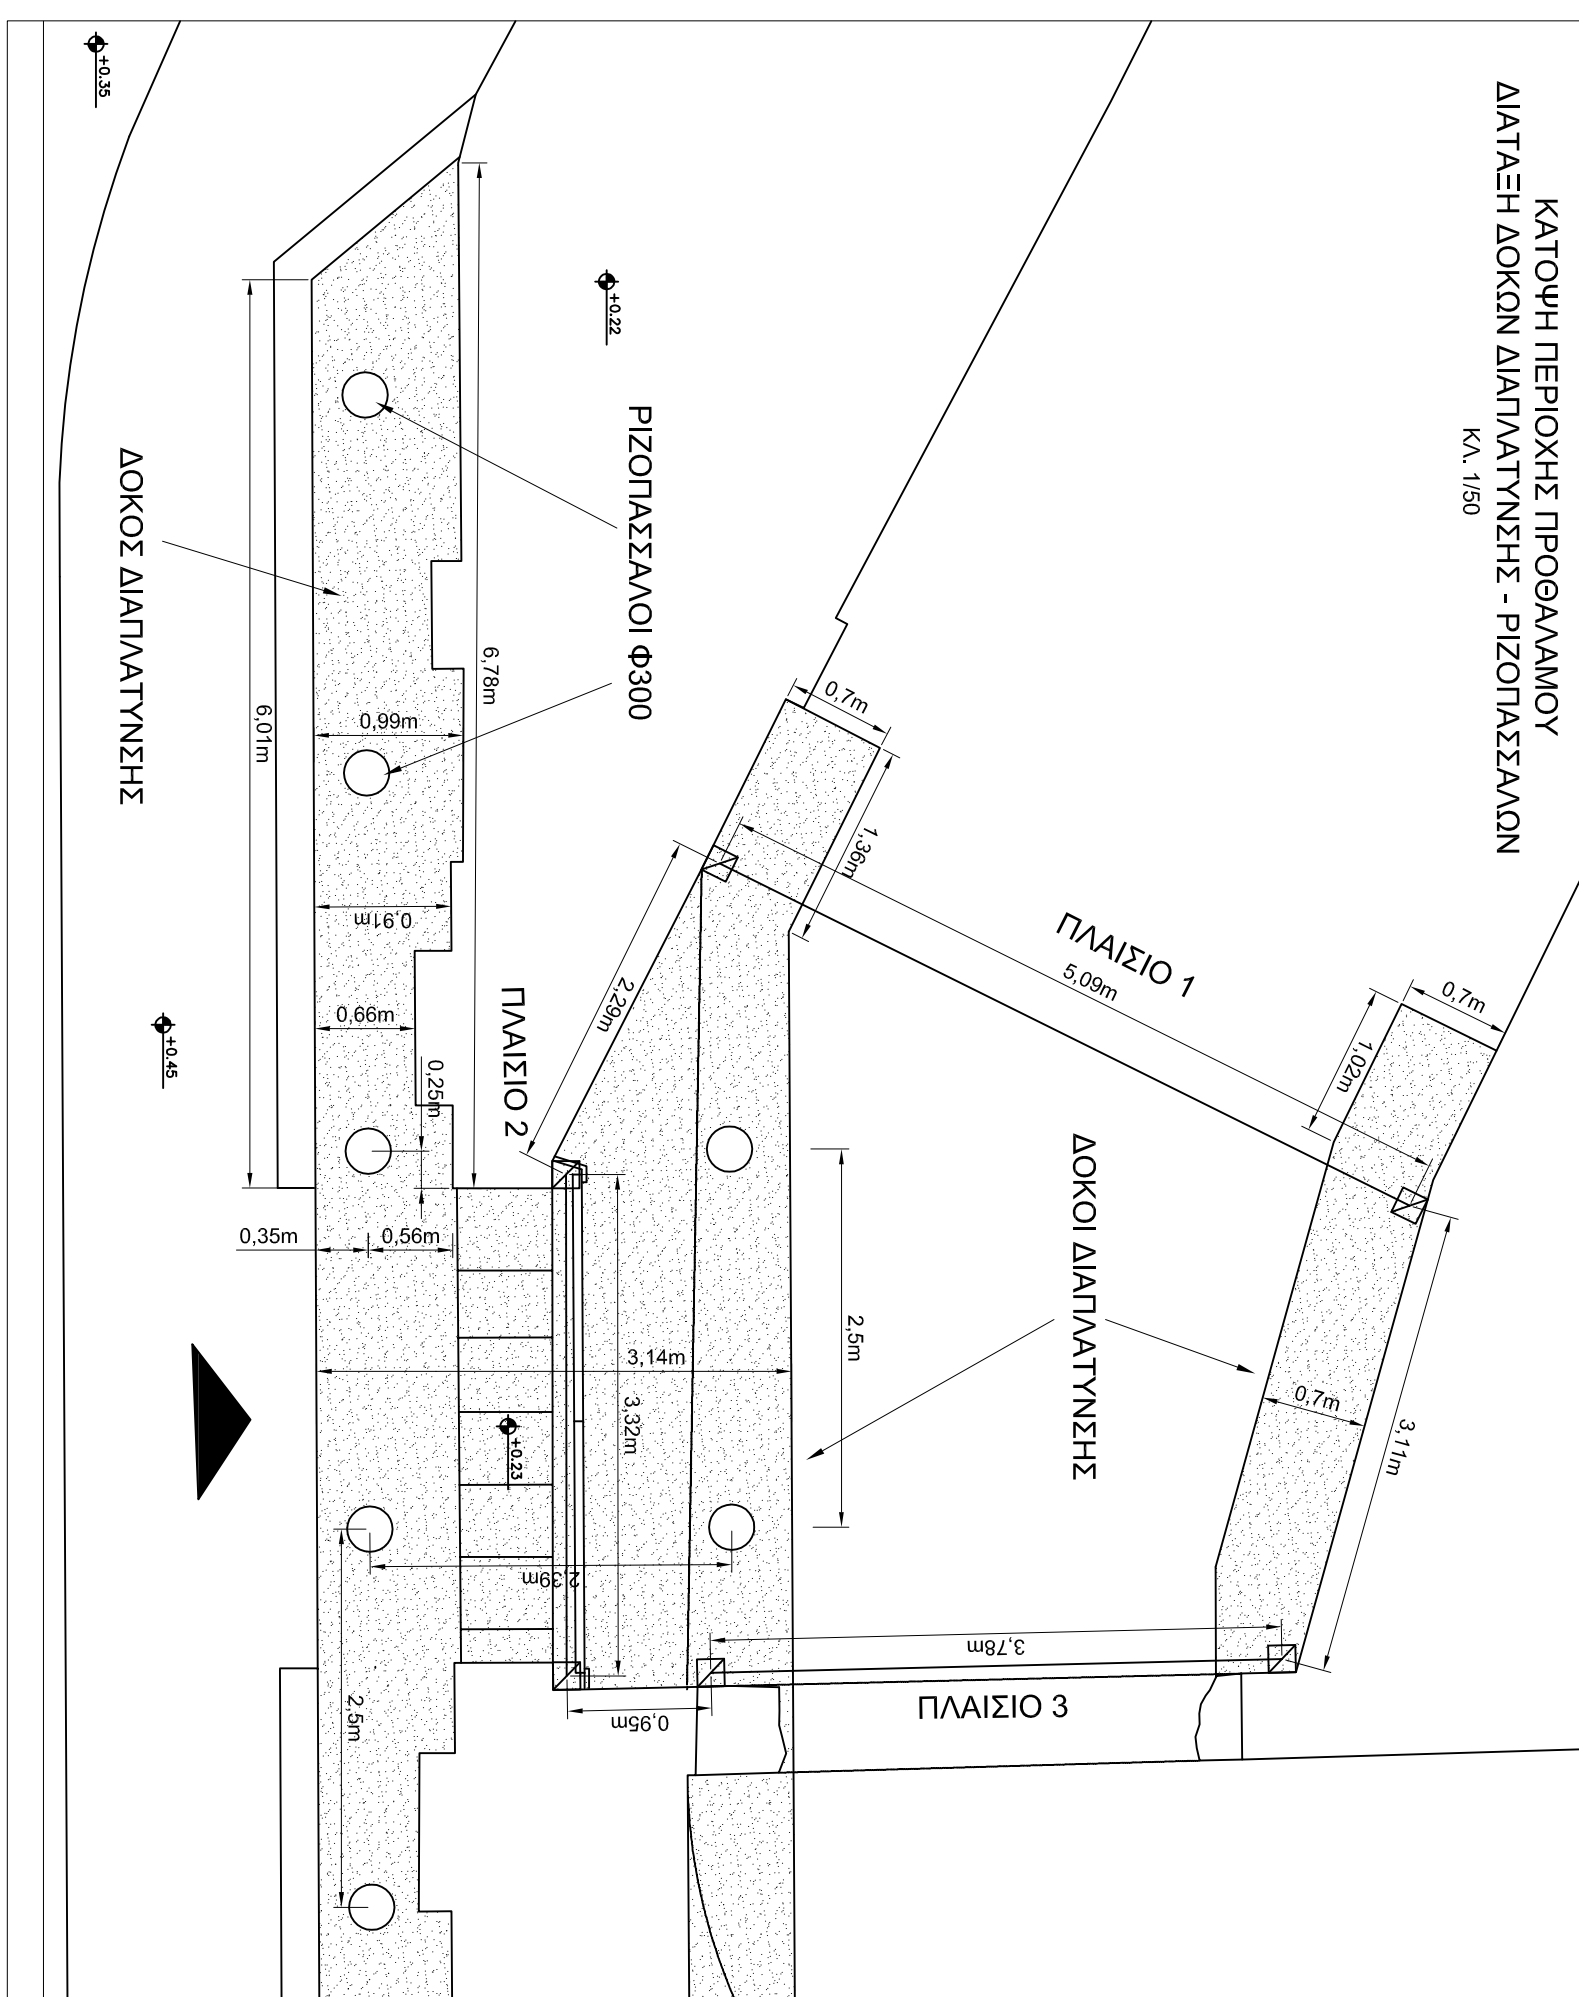 ΚΑΤΟΨΗ ΠΕΡΙΟΧΗΣ ΠΡΟΘΑΛΑΜΟΥ
ΔΙΑΤΑΞΗ ΔΟΚΩΝ ΔΙΑΠΛΑΤΥΝΣΗΣ - ΡΙΖΟΠΑΣΣΑΛΩΝ
ΚΛ. 1/50
0,7m
1,02m
3,11m
0,7m
ΠΛΑΙΣΙΟ 1
5,09m
ΔΟΚΟΙ ΔΙΑΠΛΑΤΥΝΣΗΣ
3,78m
ΠΛΑΙΣΙΟ 3
0,7m
1,36m
2,5m
ΡΙΖΟΠΑΣΣΑΛΟΙ Φ300
+0.22
2,29m
3,14m
3,32m
0,95m
2,39m
ΠΛΑΙΣΙΟ 2
+0.23
6,78m
0,99m
0,91m
0,66m
0,25m
0,56m
0,35m
2,5m
6,01m
ΔΟΚΟΣ ΔΙΑΠΛΑΤΥΝΣΗΣ
+0.45
+0.35